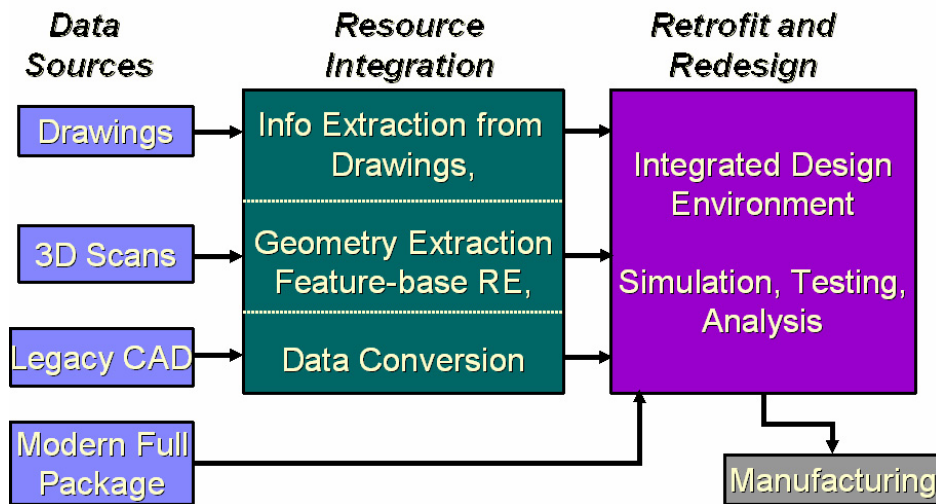 Data
Sources
Resource
Integration
Retrofit and
Redesign
Drawings
Info Extraction from
Drawings,
3D Scans
Geometry Extraction
Feature-base RE,
Legacy CAD
Data Conversion
Integrated Design
Environment
Simulation, Testing,
Analysis
Modern Full
Package
Manufacturing